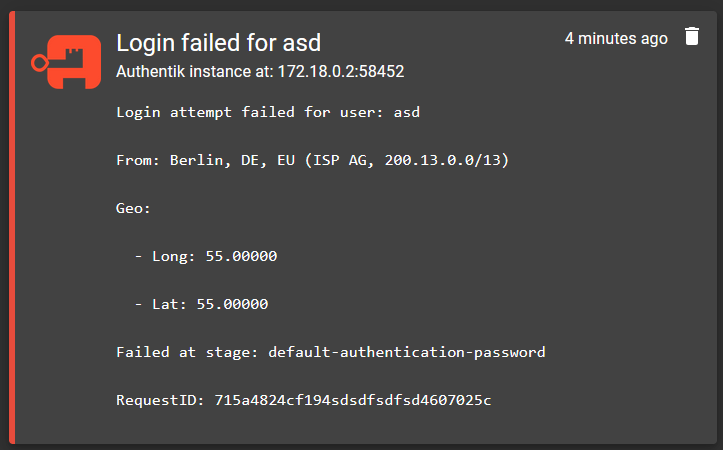 Login failed for asd
4 minutes ago
Authentik instance at: 172.18.0.2:58452
Login attempt failed for user: asd
From: Berlin, DE, EU (ISP AG, 200.13.0.0/13)
Geo:
- Long: 55.00000
- Lat: 55.00000
Failed at stage: default-authentication-password
RequestID: 715a4824cf194sdsdfsdfsd4607025c